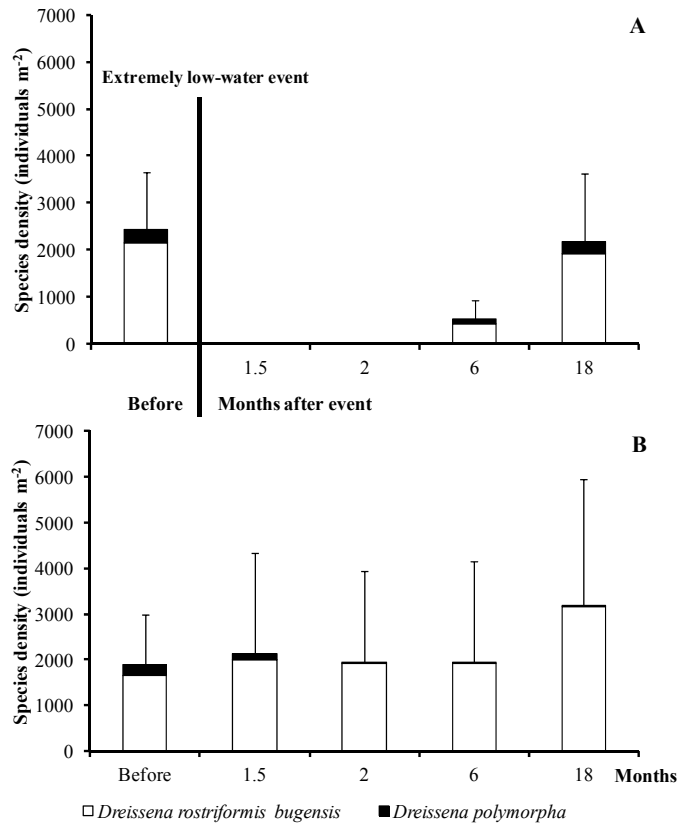 7000
A
6000
Extremely low-water event
5000
4000
3000
2000
1000
0
Species density (individuals m-2)
1.5 2 6 18
Before Months after event
7000
B
6000
5000
4000
3000
2000
1000
0
Species density (individuals m-2)
Before 1.5 2 6 18 Months
Dreissena rostriformis bugensis Dreissena polymorpha